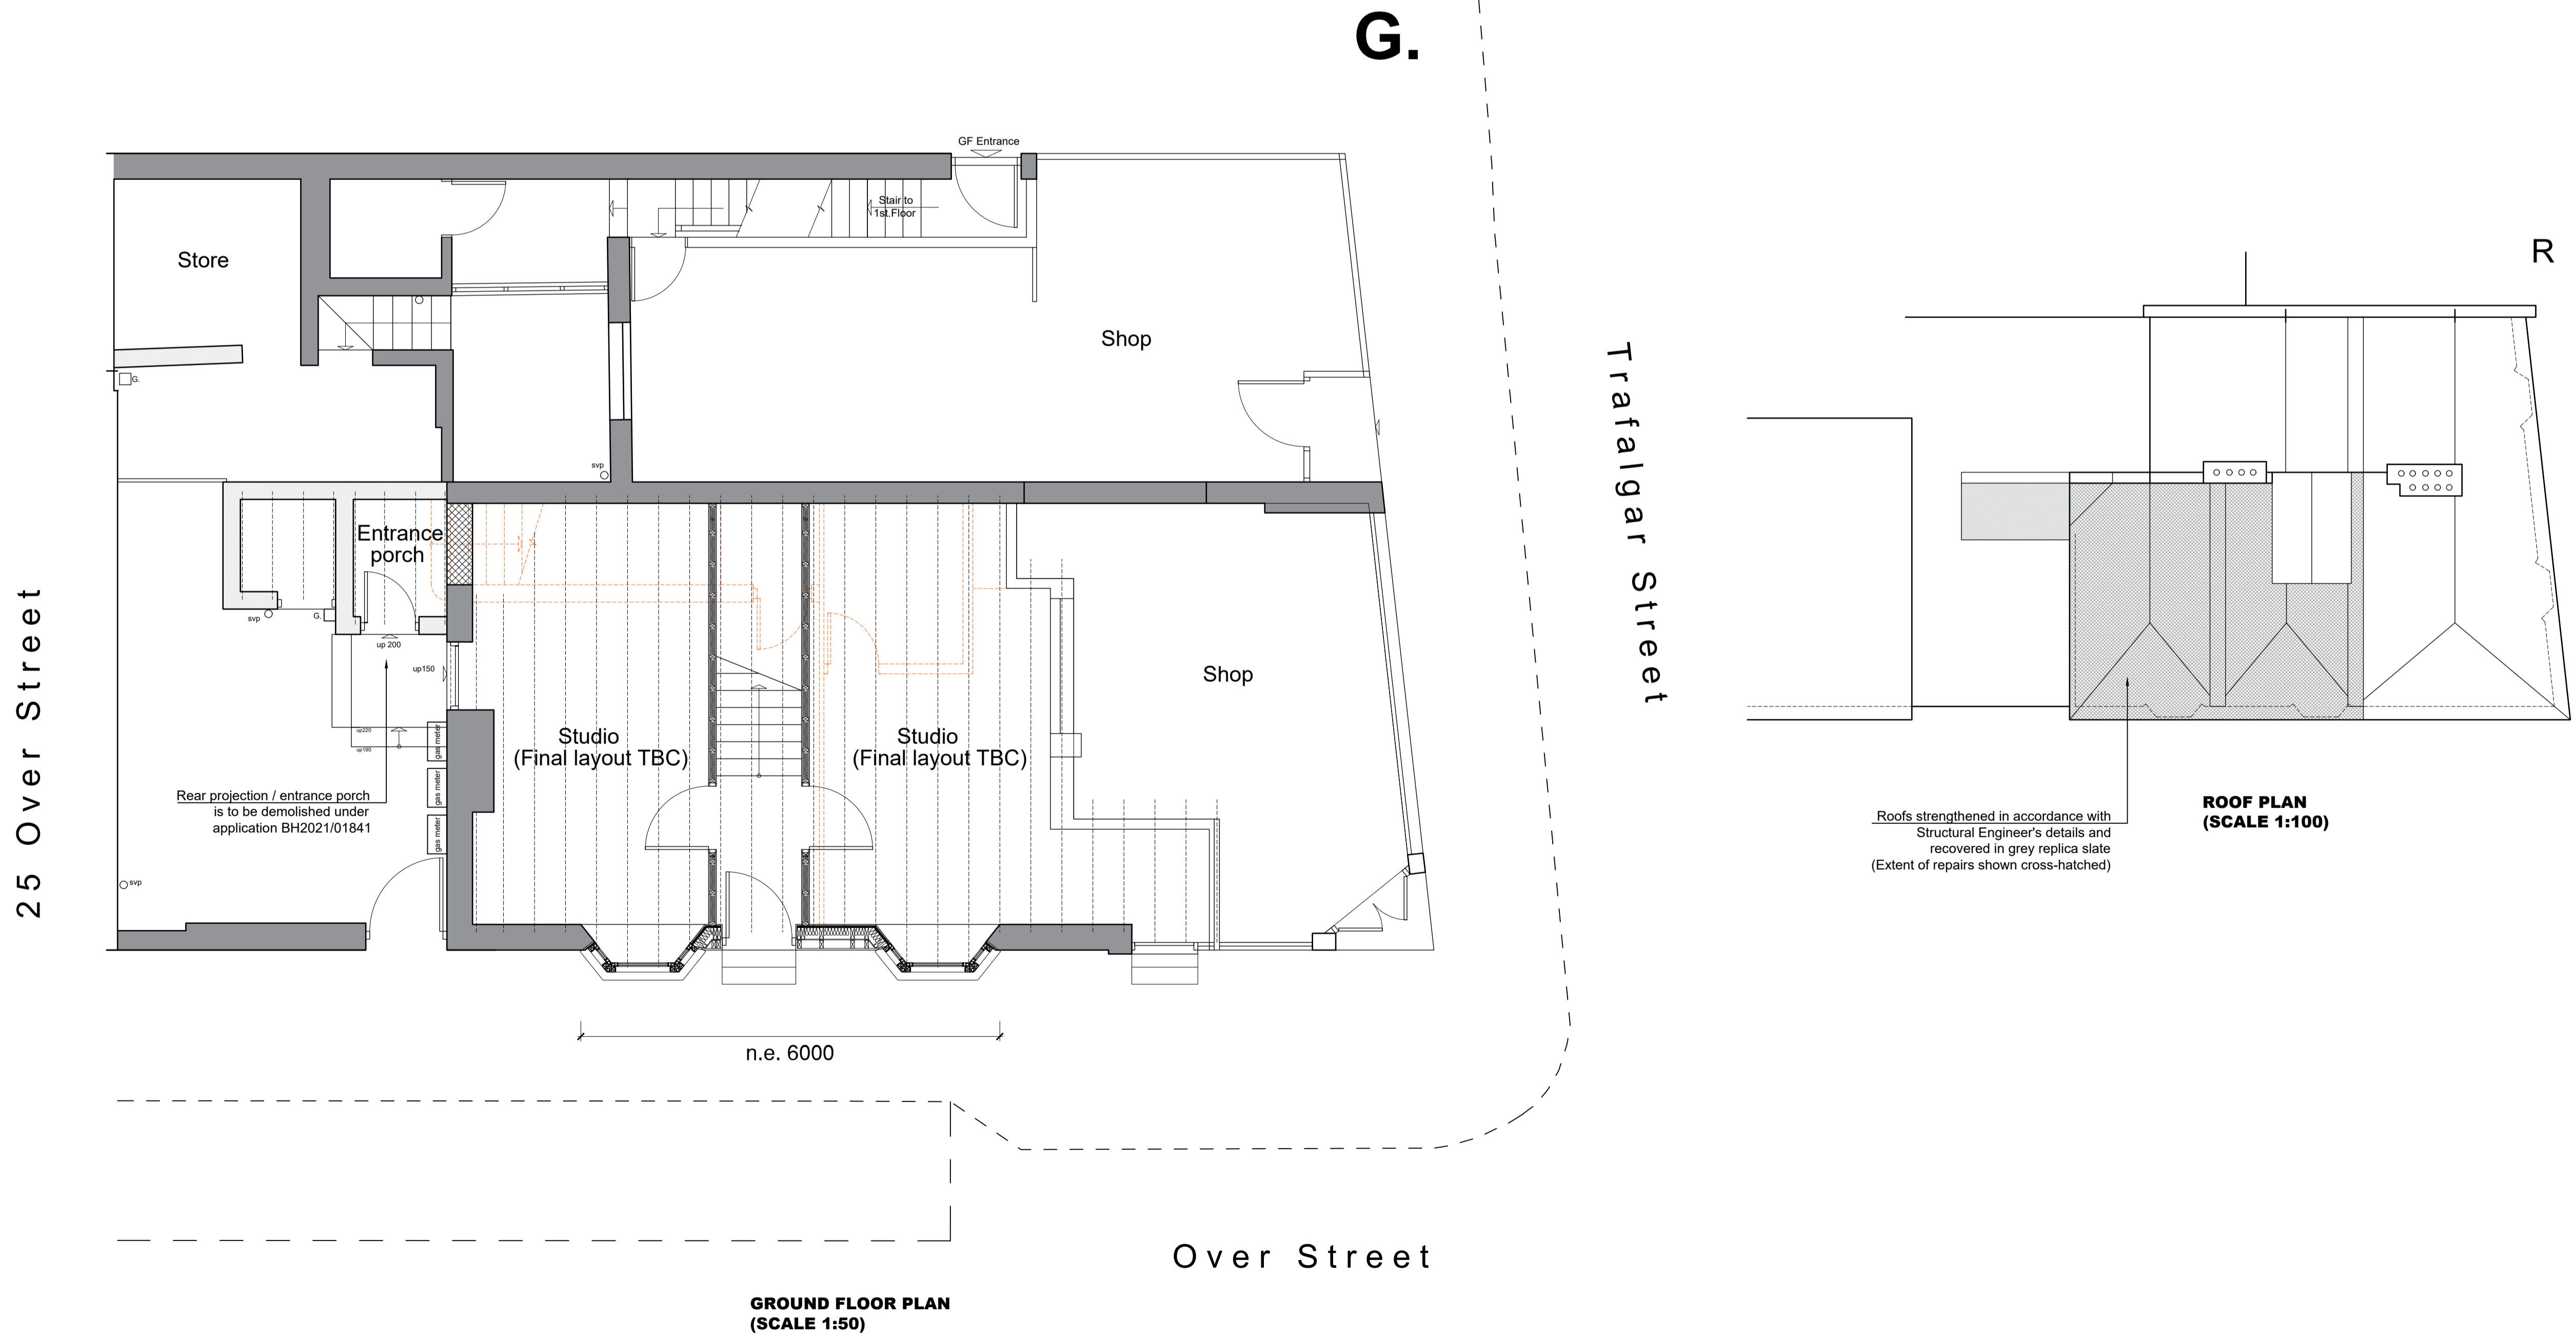 G.
GF Entrance
Stair to
1st.Floor
Store
Shop
G.
svp
Entrance
porch
svp
G.
up 200
up150
up220
up190
gas meter
gas meter
gas meter
Studio
(Final layout TBC)
Studio
(Final layout TBC)
Shop
Rear projection / entrance porch
is to be demolished under
application BH2021/01841
svp
n.e. 6000
25 Over Street
Trafalgar Street
Over Street
GROUND FLOOR PLAN
(SCALE 1:50)
R
Roofs strengthened in accordance with
Structural Engineer's details and
recovered in grey replica slate
(Extent of repairs shown cross-hatched)
ROOF PLAN
(SCALE 1:100)